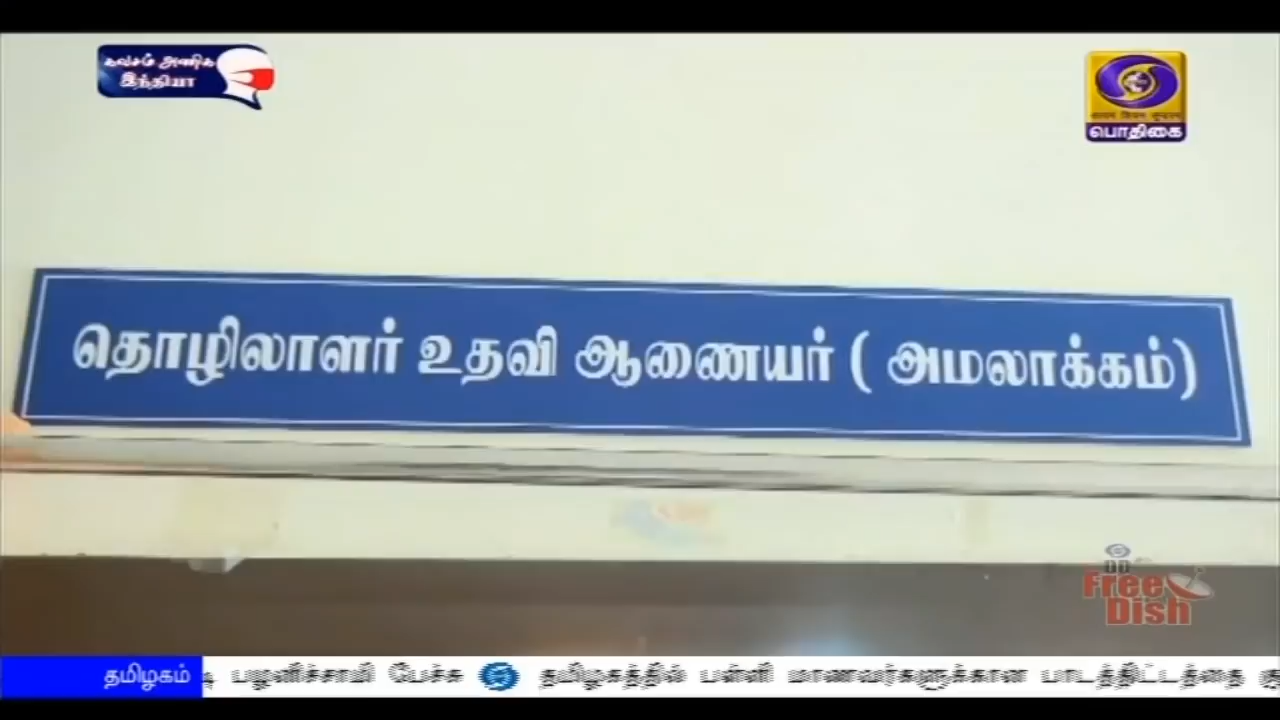 கவசம் அணிக
இந்தியா
பொதிகை
தொழிலாளர் உதவி ஆணையர் ( அமலாக்கம்)
DD
Free
Dish
தமிழகம் பழனிச்சாமி பேச்சு தமிழகத்தில் பள்ளி மாணவர்களுக்கான பாடத்திட்டத்தை